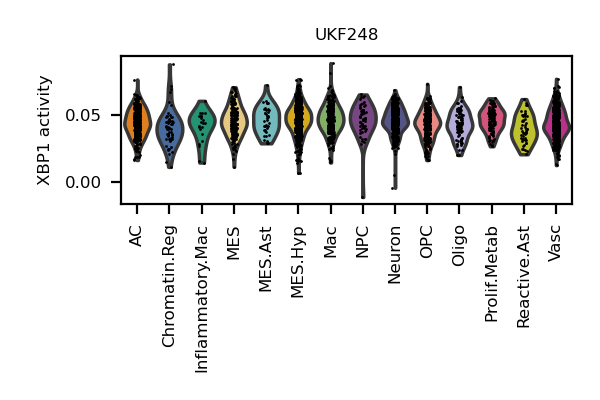 UKF248
XBP1 activity
0.05
0.00
AC
Chromatin.Reg
Inflammatory.Mac
MES
MES.Ast
MES.Hyp
Mac
NPC
Neuron
OPC
Oligo
Prolif.Metab
Reactive.Ast
Vasc